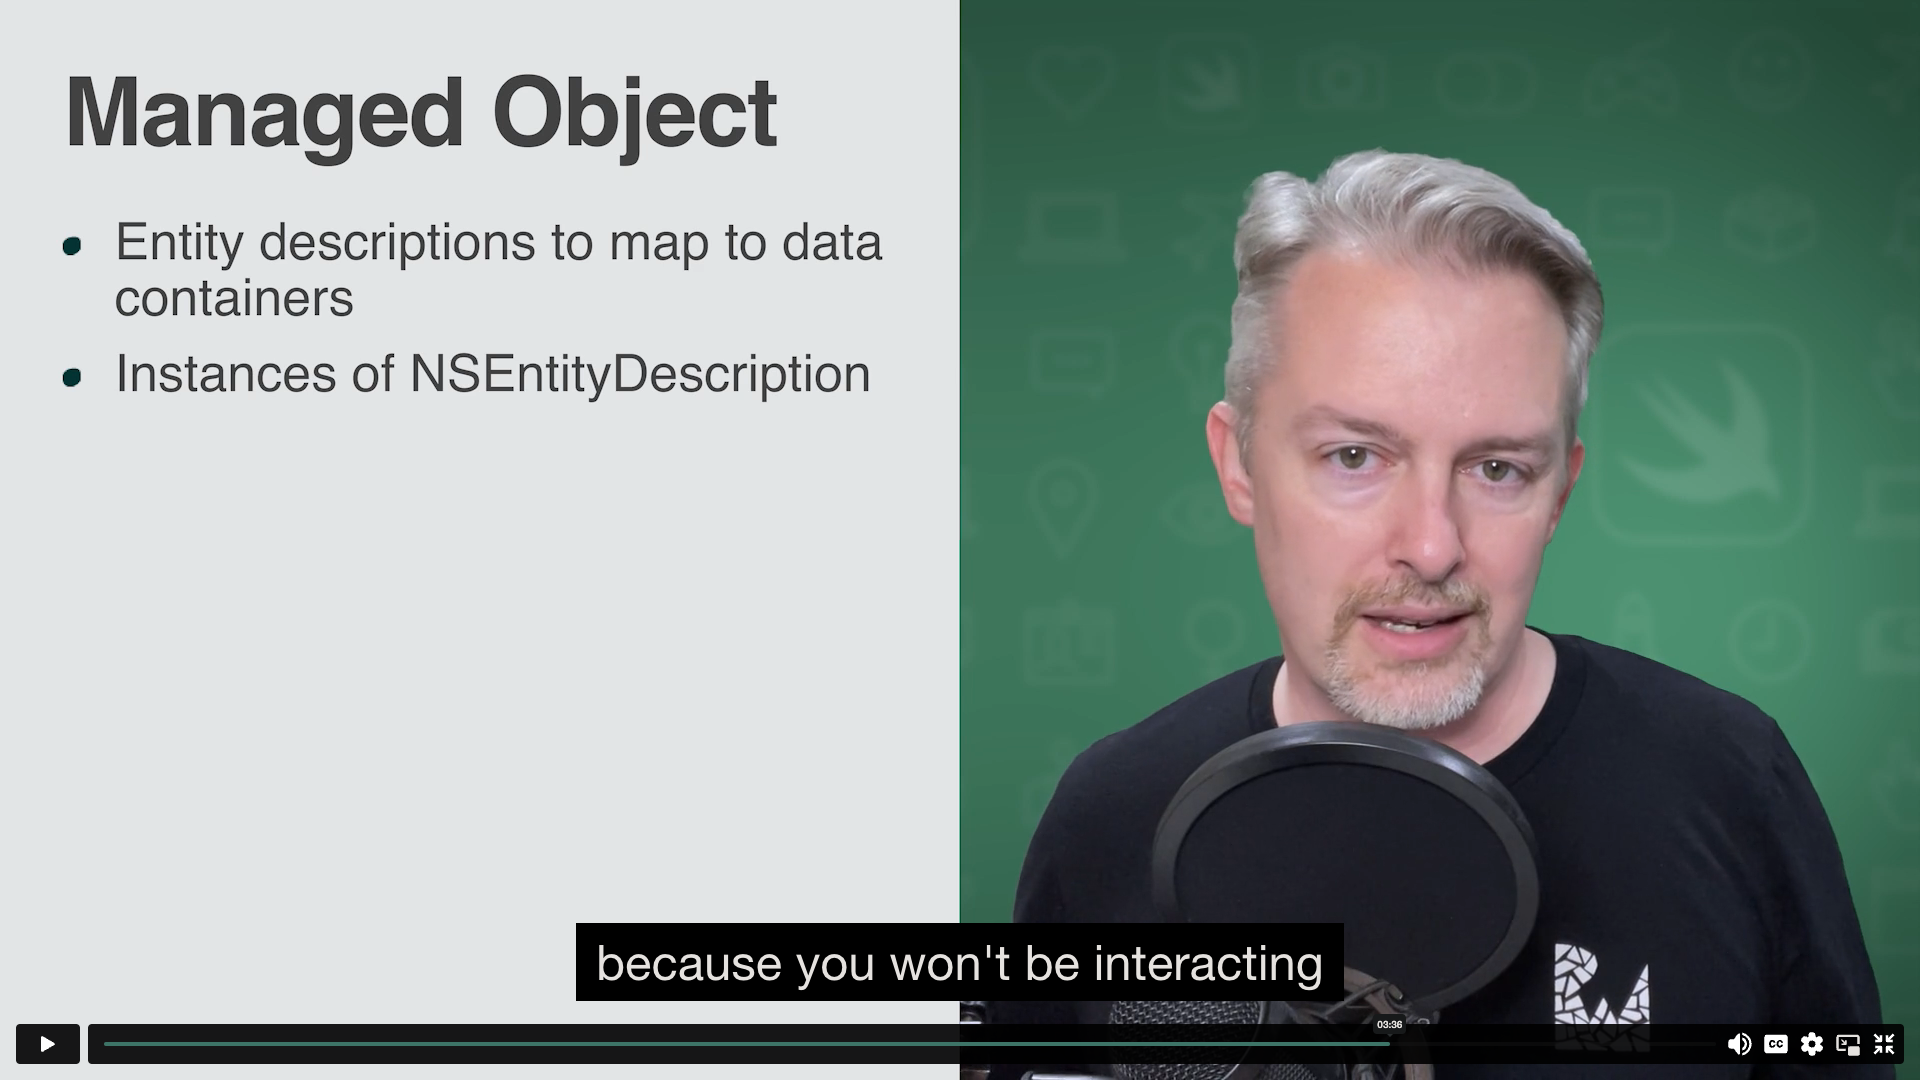 Managed Object
Entity descriptions to map to data
containers
Instances of NSEntityDescription
because you won't be interacting
03:36
CC
RW